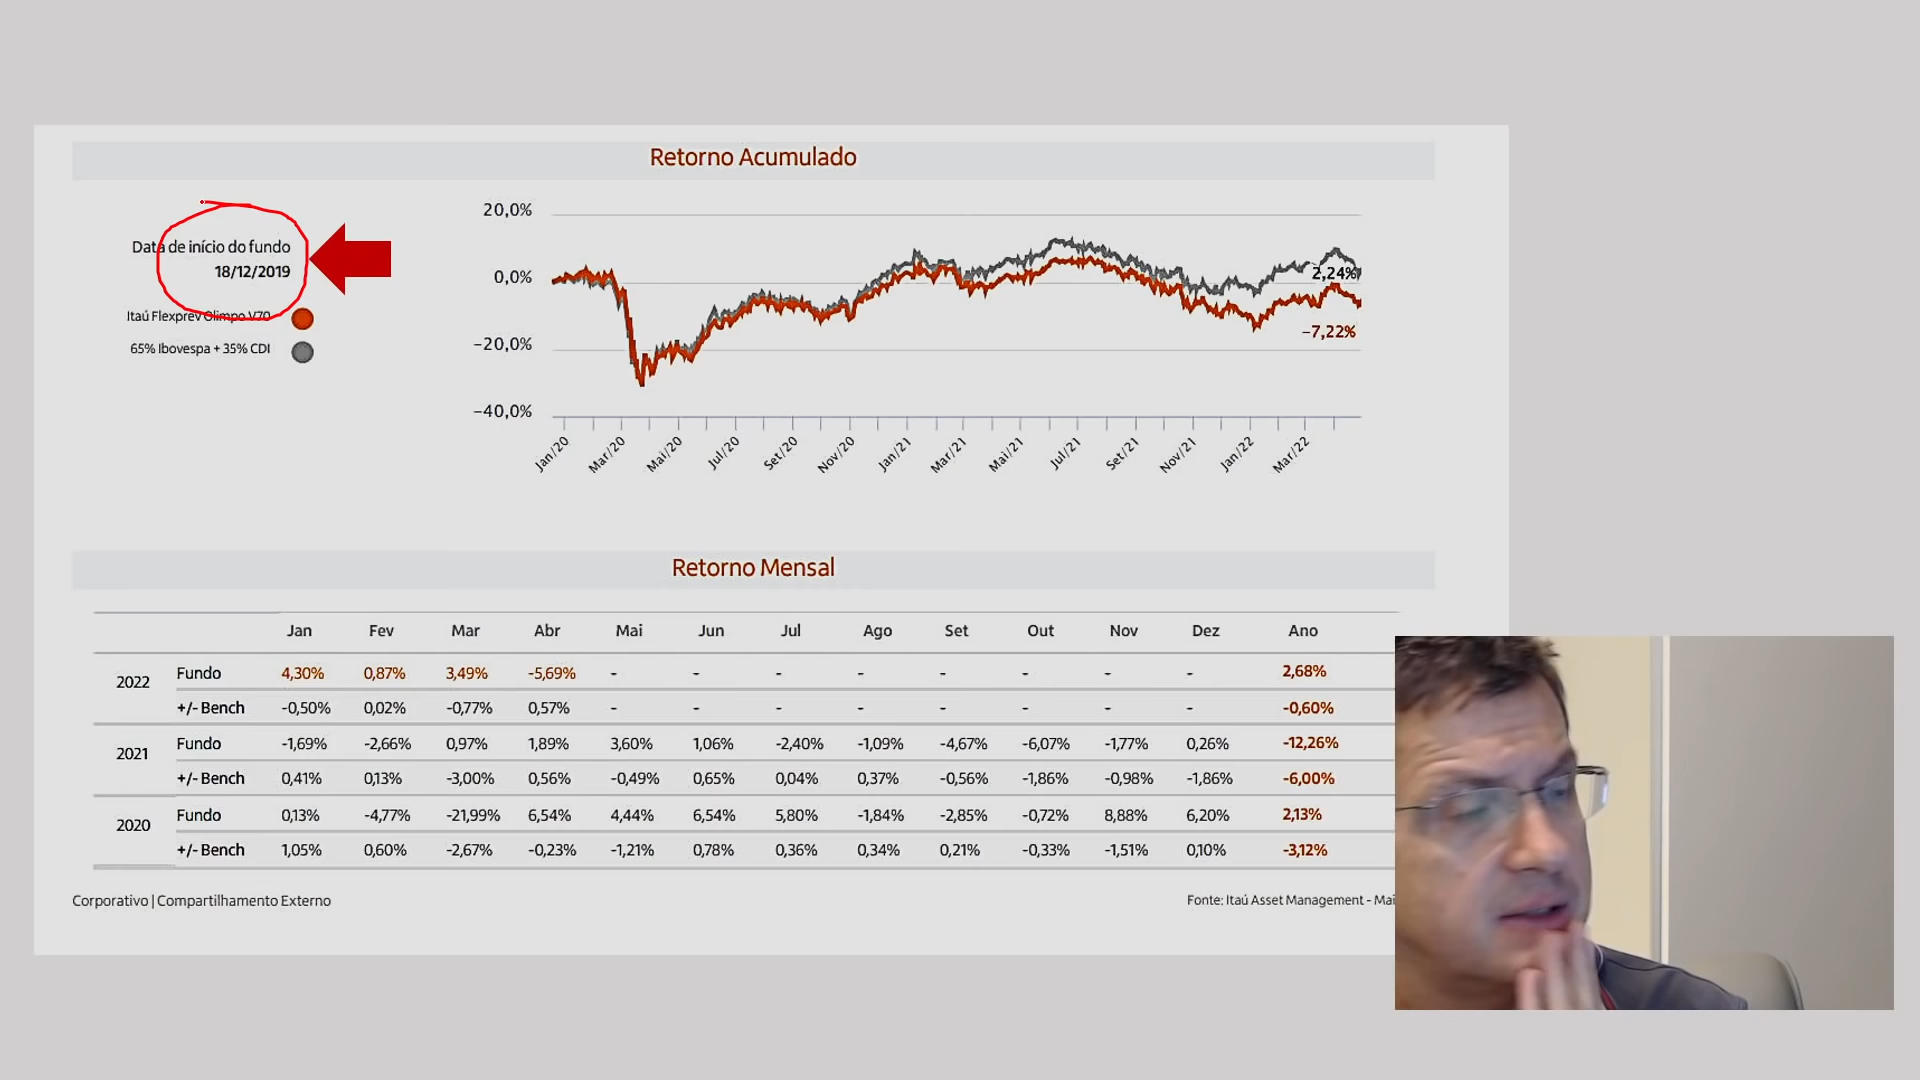 Retorno Acumulado
Data de início do fundo
18/12/2019
Itaú Flexprev Olimpo V70
65% Ibovespa + 35% CDI
20,0%
0,0%
−20,0%
−40,0%
2,24%
−7,22%
Jan/20 Mar/20 Mai/20 Jul/20 Set/20 Nov/20 Jan/21 Mar/21 Mai/21 Jul/21 Set/21 Nov/21 Jan/22 Mar/22
Retorno Mensal
Jan Fev Mar Abr Mai Jun Jul Ago Set Out Nov Dez Ano
2022 Fundo 4,30% 0,87% 3,49% -5,69% - - - - - - - - 2,68%
+/- Bench -0,50% 0,02% -0,77% 0,57% - - - - - - - - -0,60%
2021 Fundo -1,69% -2,66% 0,97% 1,89% 3,60% 1,06% -2,40% -1,09% -4,67% -6,07% -1,77% 0,26% -12,26%
+/- Bench 0,41% 0,13% -3,00% 0,56% -0,49% 0,65% 0,04% 0,37% -0,56% -1,86% -0,98% -1,86% -6,00%
2020 Fundo 0,13% -4,77% -21,99% 6,54% 4,44% 6,54% 5,80% -1,84% -2,85% -0,72% 8,88% 6,20% 2,13%
+/- Bench 1,05% 0,60% -2,67% -0,23% -1,21% 0,78% 0,36% 0,34% 0,21% -0,33% -1,51% 0,10% -3,12%
Corporativo | Compartilhamento Externo
Fonte: Itaú Asset Management - Mai